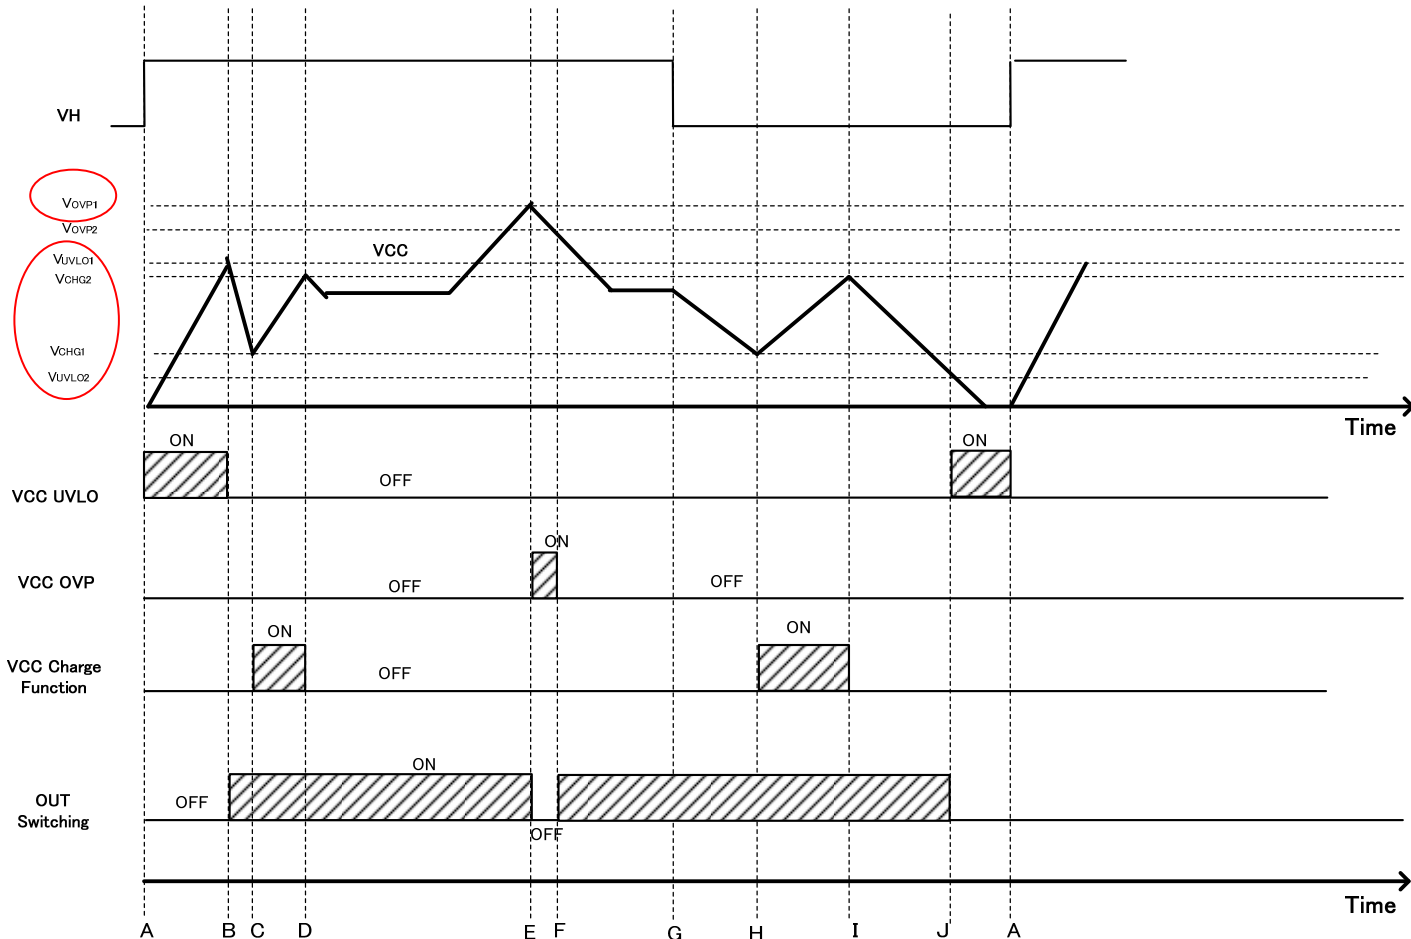 VH
VOVP1
VOVP2
VUVLO1
VCHG2
VCC
VCHG1
VUVLO2
Time
ON
ON
VCC UVLO
OFF
ON
VCC OVP
OFF
OFF
ON
ON
VCC Charge
Function
OFF
ON
OUT
Switching
OFF
OFF
Time
A B C D E F G H I J A